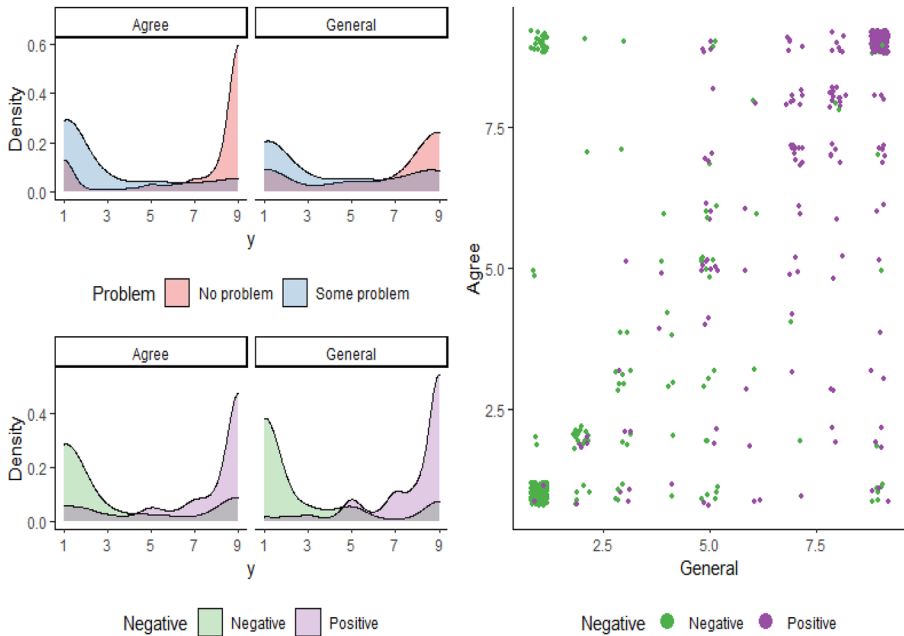 Agree General
Density
0.6
0.4
0.2
0.0
1 3 5 7 9 1 3 5 7 9
y
Problem No problem Some problem
Agree General
Density
0.4
0.2
0.0
1 3 5 7 9 1 3 5 7 9
y
Negative Negative Positive
Agree
7.5
5.0
2.5
2.5 5.0 7.5
General
Negative Negative Positive